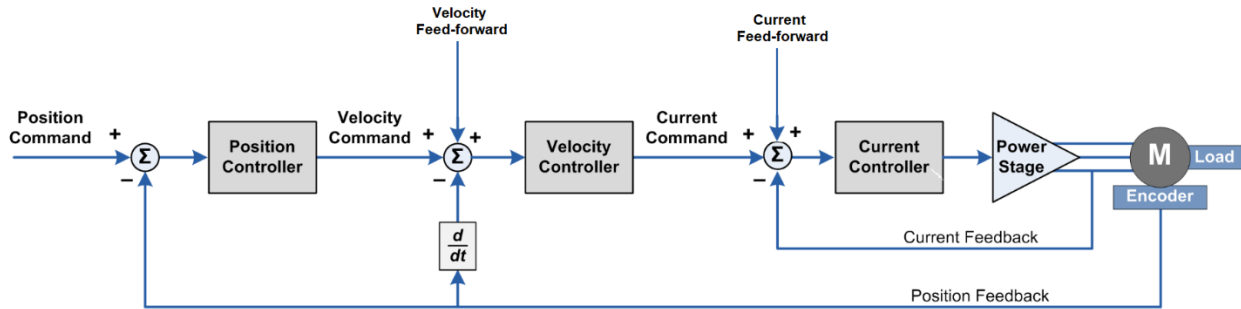 Velocity
Feed-forward
Current
Feed-forward
Position
Command
+
−
Σ
Position
Controller
Velocity
Command
+
+
−
Σ
Velocity
Controller
Current
Command
+
+
−
Σ
Current
Controller
Power
Stage
M
Load
Encoder
d
dt
Current Feedback
Position Feedback